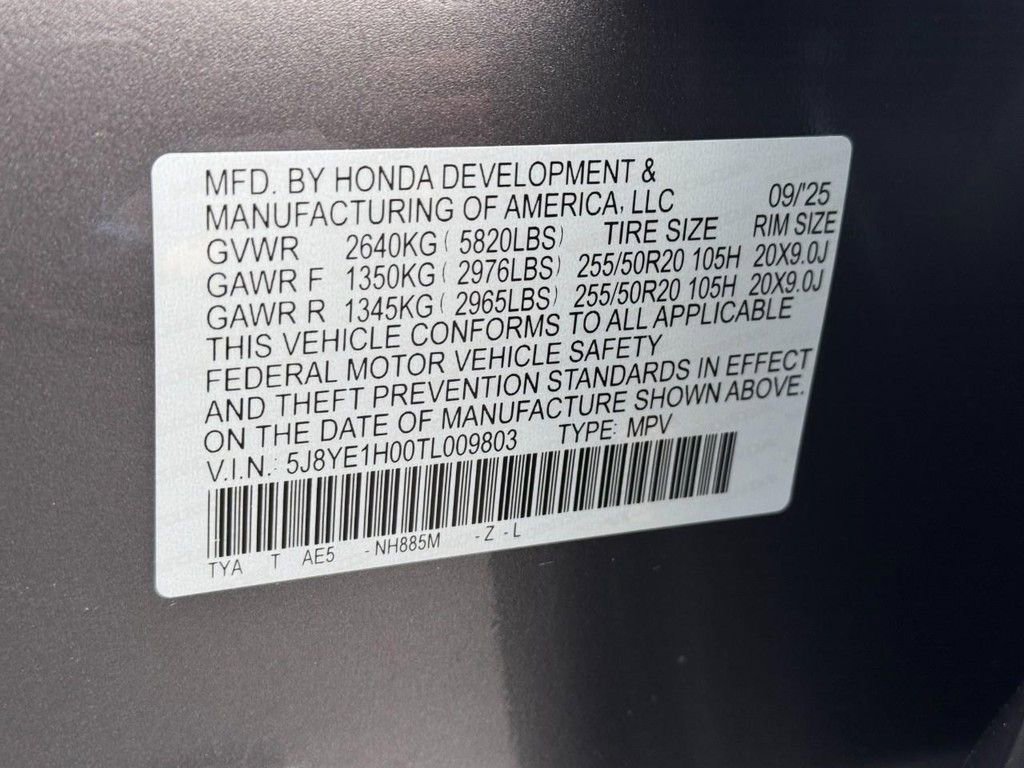 MFD. BY HONDA DEVELOPMENT &
MANUFACTURING OF AMERICA, LLC 09/'25
GVWR 2640KG ( 5820LBS) TIRE SIZE RIM SIZE
GAWR F 1350KG ( 2976LBS) 255/50R20 105H 20X9.0J
GAWR R 1345KG ( 2965LBS) 255/50R20 105H 20X9.0J
THIS VEHICLE CONFORMS TO ALL APPLICABLE
FEDERAL MOTOR VEHICLE SAFETY
AND THEFT PREVENTION STANDARDS IN EFFECT
ON THE DATE OF MANUFACTURE SHOWN ABOVE.
V.I.N.: 5J8YE1H00TL009803 TYPE: MPV
TYA T AE5 - NH885M - Z - L